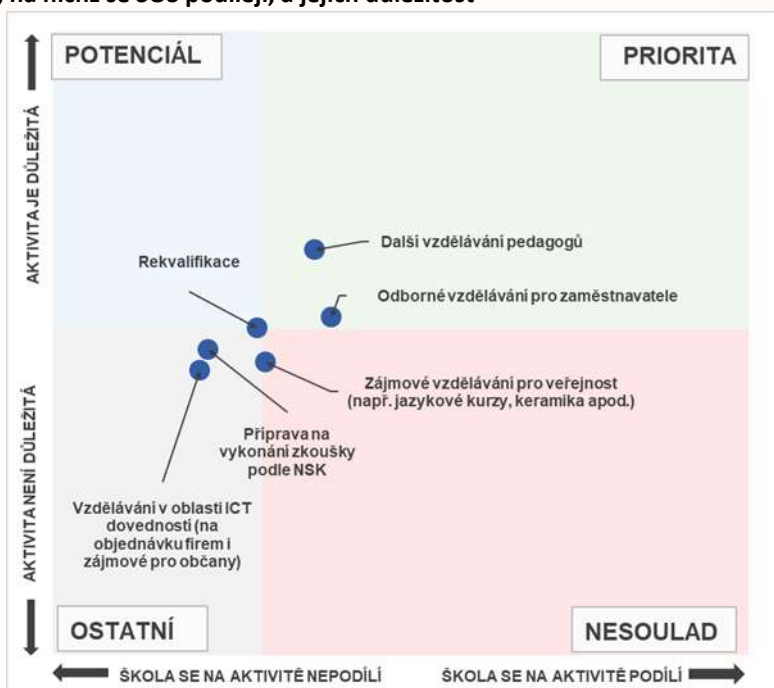 POTENCIÁL
PRIORITA
AKTIVITA JE DŮLEŽITÁ
Další vzdělávání pedagogů
Rekvalifikace
Odborné vzdělávání pro zaměstnavatele
Zájmové vzdělávání pro veřejnost
(např. jazykové kurzy, keramika apod.)
Příprava na
vykonání zkoušky
podle NSK
AKTIVITA NENÍ DŮLEŽITÁ
Vzdělávání v oblasti ICT
dovedností (na
objednávku firem i
zájmové pro občany)
OSTATNÍ
NESOULAD
ŠKOLA SE NA AKTIVITĚ NEPODÍLÍ
ŠKOLA SE NA AKTIVITĚ PODÍLÍ